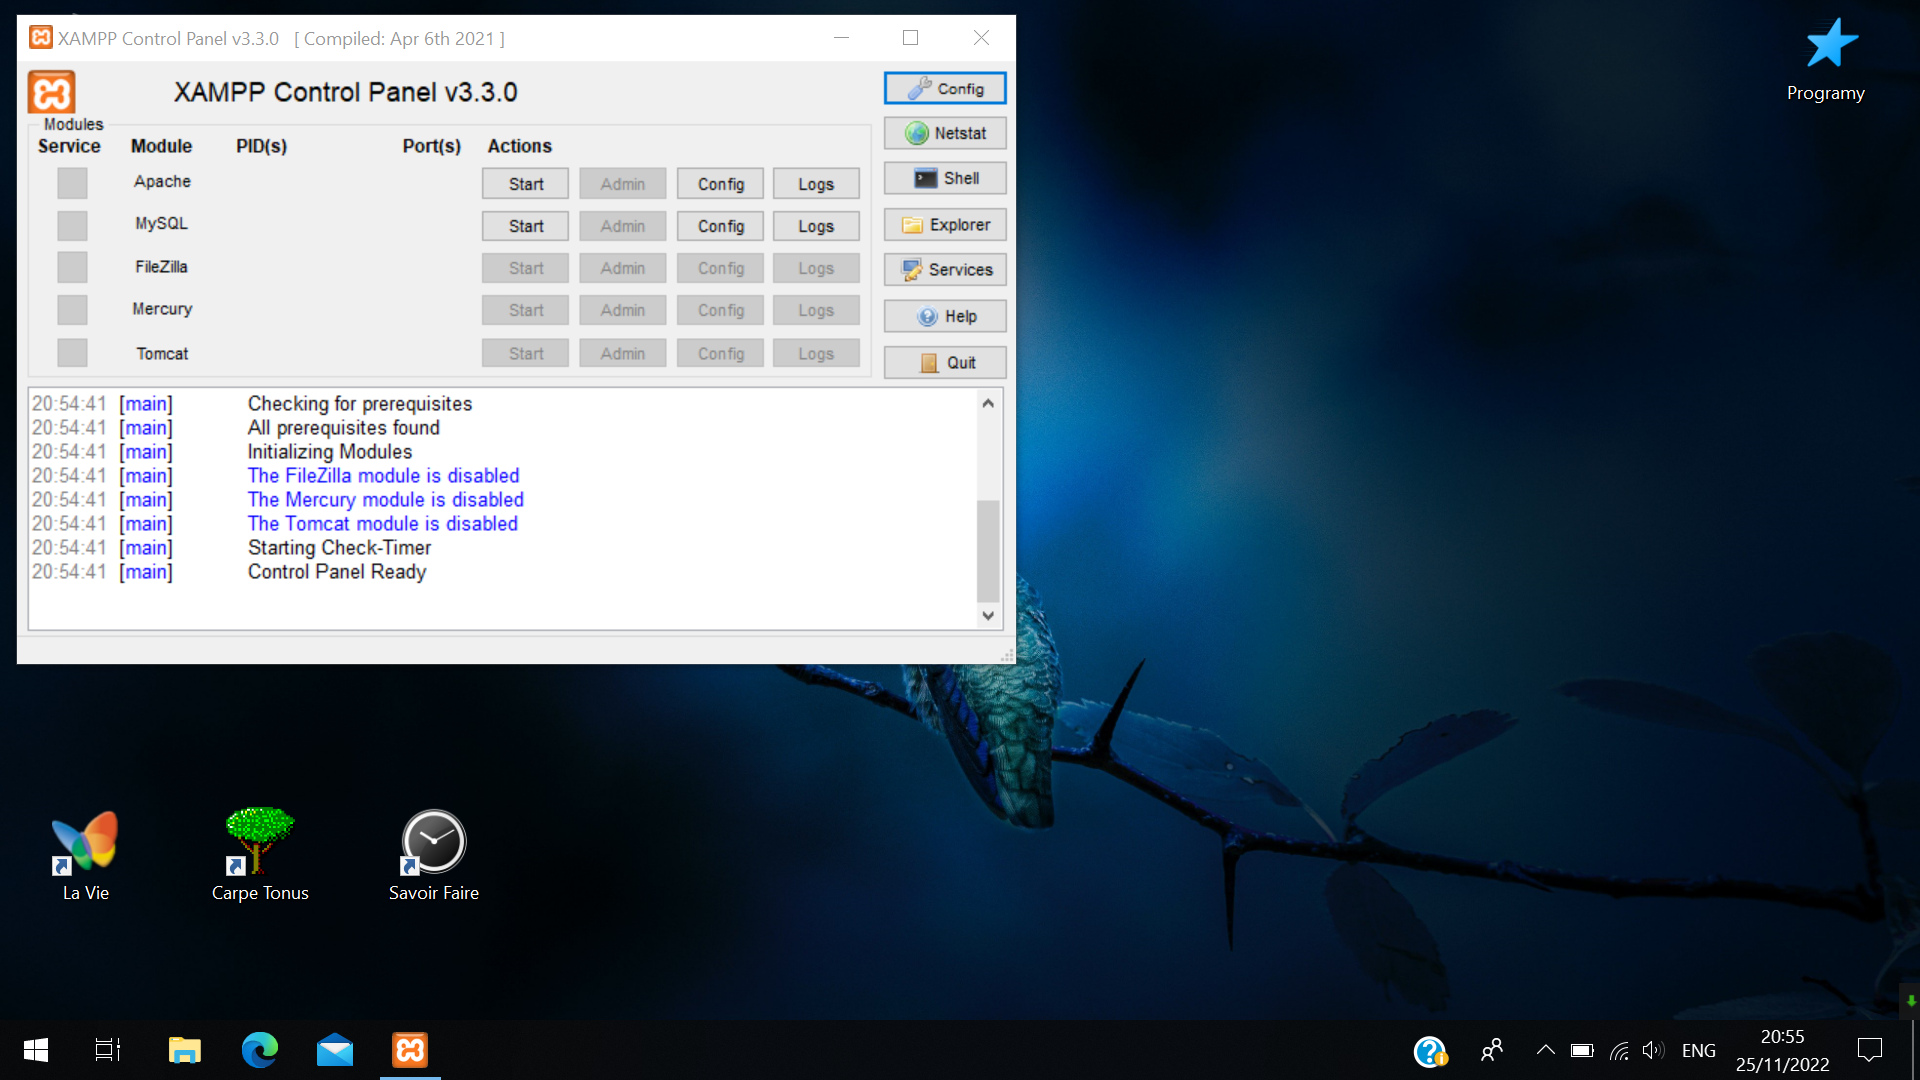 XAMPP Control Panel v3.3.0 [ Compiled: Apr 6th 2021 ]
XAMPP Control Panel v3.3.0
Config
Modules
Service Module PID(s) Port(s) Actions
Netstat
Apache Start Admin Config Logs
Shell
MySQL Start Admin Config Logs
Explorer
FileZilla Start Admin Config Logs
Services
Mercury Start Admin Config Logs
Help
Tomcat Start Admin Config Logs
Quit
20:54:41 [main] Checking for prerequisites
20:54:41 [main] All prerequisites found
20:54:41 [main] Initializing Modules
20:54:41 [main] The FileZilla module is disabled
20:54:41 [main] The Mercury module is disabled
20:54:41 [main] The Tomcat module is disabled
20:54:41 [main] Starting Check-Timer
20:54:41 [main] Control Panel Ready
Programy
La Vie
Carpe Tonus
Savoir Faire
ENG
20:55
25/11/2022